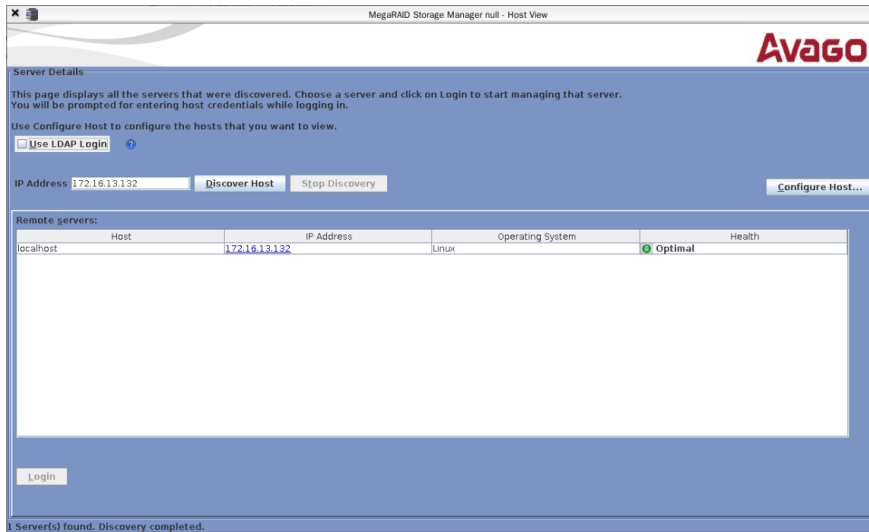 MegaRAID Storage Manager null - Host View
Avago
Server Details
This page displays all the servers that were discovered. Choose a server and click on Login to start managing that server.
You will be prompted for entering host credentials while logging in.
Use Configure Host to configure the hosts that you want to view.
Use LDAP Login ?
IP Address 172.16.13.132 Discover Host Stop Discovery Configure Host...
Remote servers:
Host IP Address Operating System Health
localhost 172.16.13.132 Linux Optimal
Login
1 Server(s) found. Discovery completed.